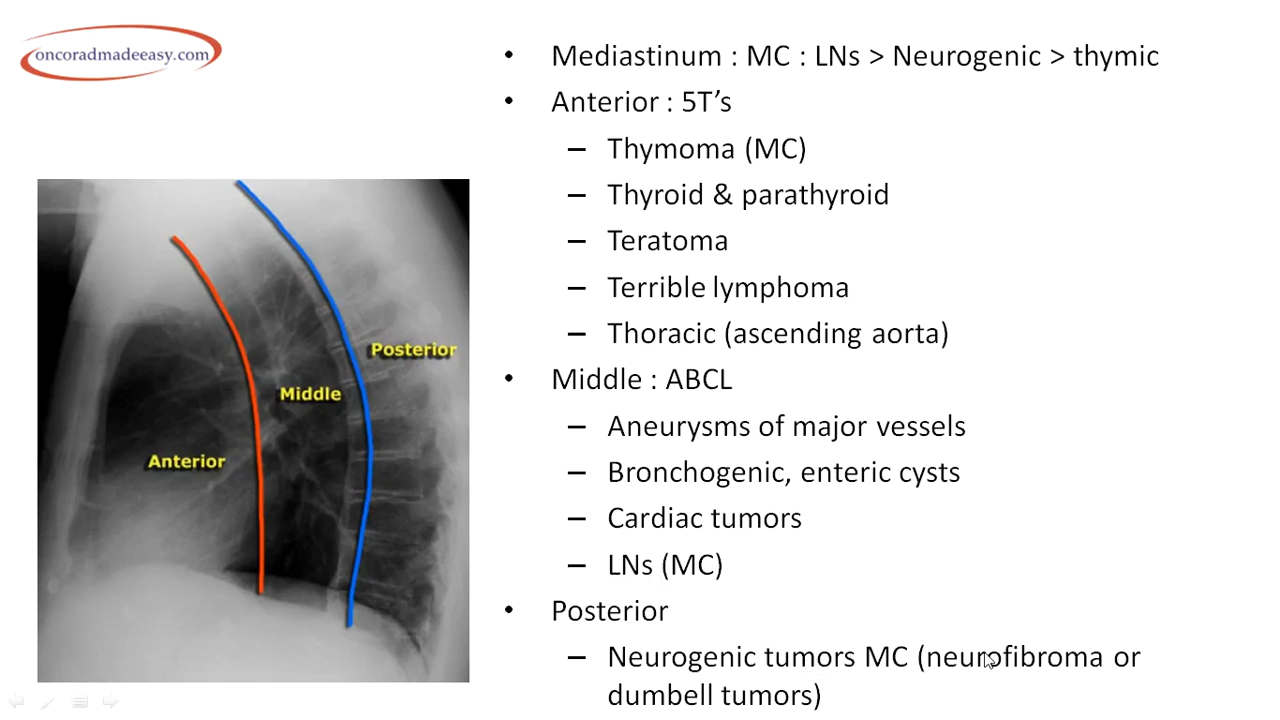 oncoradmadeeasy.com
• Mediastinum : MC : LNs > Neurogenic > thymic
• Anterior : 5T’s
– Thymoma (MC)
– Thyroid & parathyroid
– Teratoma
– Terrible lymphoma
– Thoracic (ascending aorta)
• Middle : ABCL
– Aneurysms of major vessels
– Bronchogenic, enteric cysts
– Cardiac tumors
– LNs (MC)
• Posterior
– Neurogenic tumors MC (neurofibroma or
dumbell tumors)
Posterior
Middle
Anterior